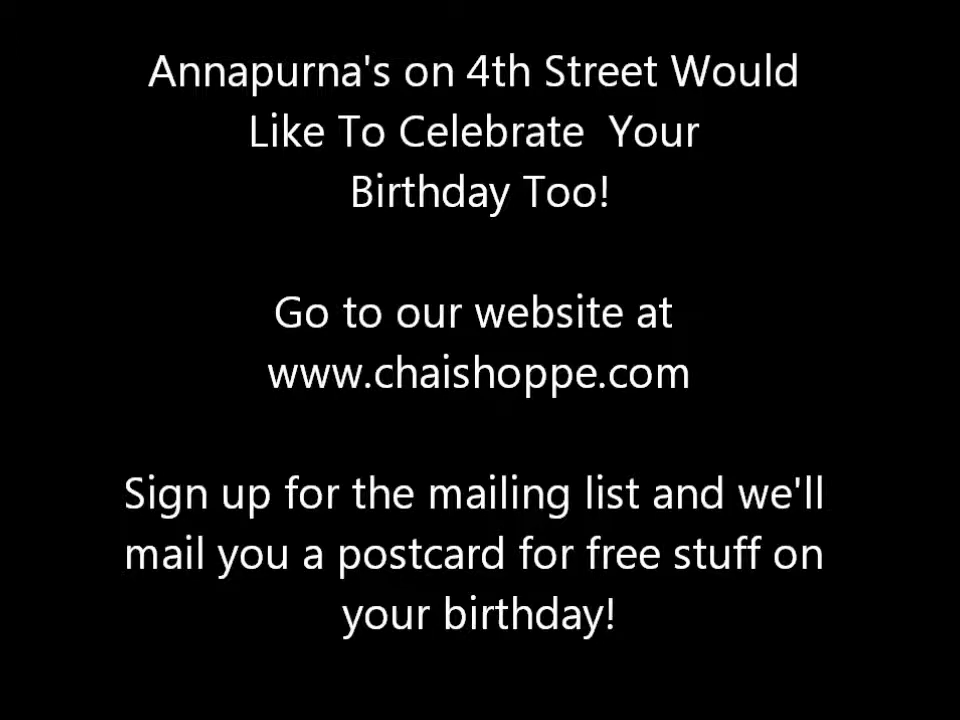 Annapurna's on 4th Street Would
Like To Celebrate  Your
Birthday Too!
Go to our website at
www.chaishoppe.com
Sign up for the mailing list and we'll
mail you a postcard for free stuff on
your birthday!